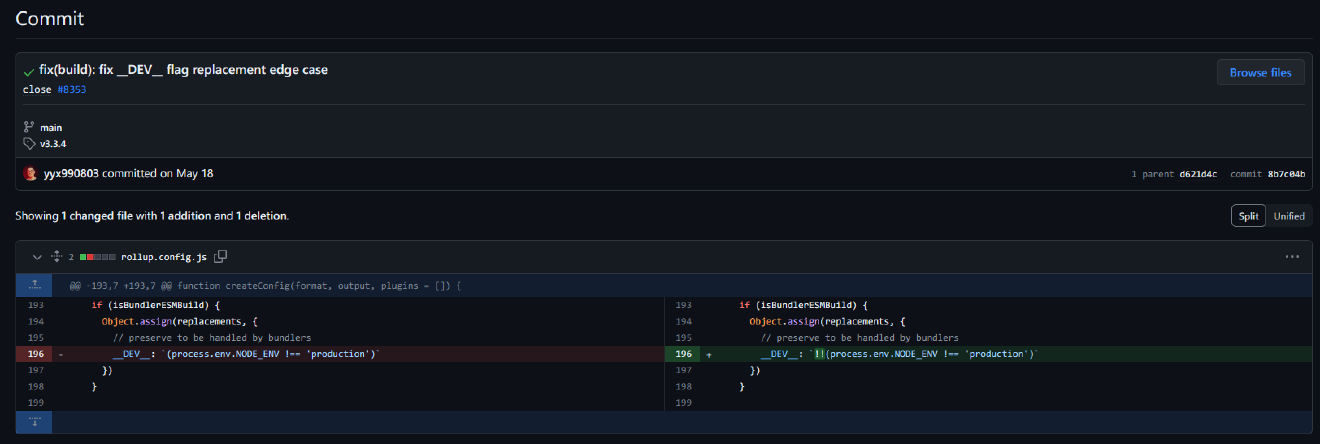 Commit
fix(build): fix __DEV__ flag replacement edge case
Browse files
close #8353
main
v3.3.4
yyx990803 committed on May 18
1 parent d621d4c commit 8b7c04b
Showing 1 changed file with 1 addition and 1 deletion.
Split Unified
2 rollup.config.js
@@ -193,7 +193,7 @@ function createConfig(format, output, plugins = []) {
193 if (isBundlerESMBuild) {
194 Object.assign(replacements, {
195 // preserve to be handled by bundlers
196 - __DEV__: `(process.env.NODE_ENV !== 'production')`
197 })
198 }
199
193 if (isBundlerESMBuild) {
194 Object.assign(replacements, {
195 // preserve to be handled by bundlers
196 + __DEV__: `!!(process.env.NODE_ENV !== 'production')`
197 })
198 }
199